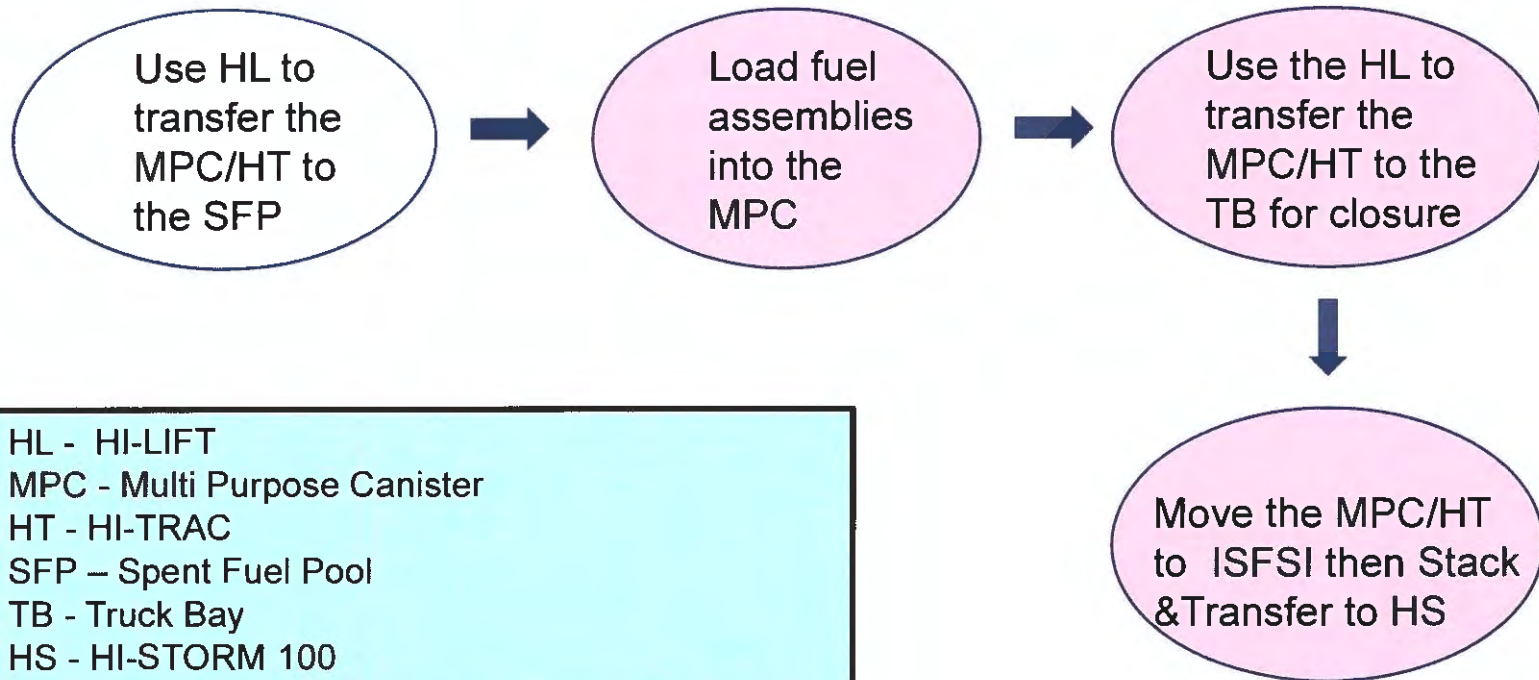 Use HL to
transfer the
MPC/HT to
the SFP
Load fuel
assemblies
into the
MPC
Use the HL to
transfer the
MPC/HT to the
TB for closure
Move the MPC/HT
to ISFSI then Stack
&Transfer to HS
HL - HI-LIFT
MPC - Multi Purpose Canister
HT - HI-TRAC
SFP – Spent Fuel Pool
TB - Truck Bay
HS - HI-STORM 100